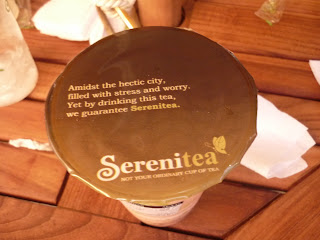 Amidst the hectic city,
filled with stress and worry.
Yet by drinking this tea,
we guarantee Serenitea.
Serenitea
NOT YOUR ORDINARY CUP OF TEA